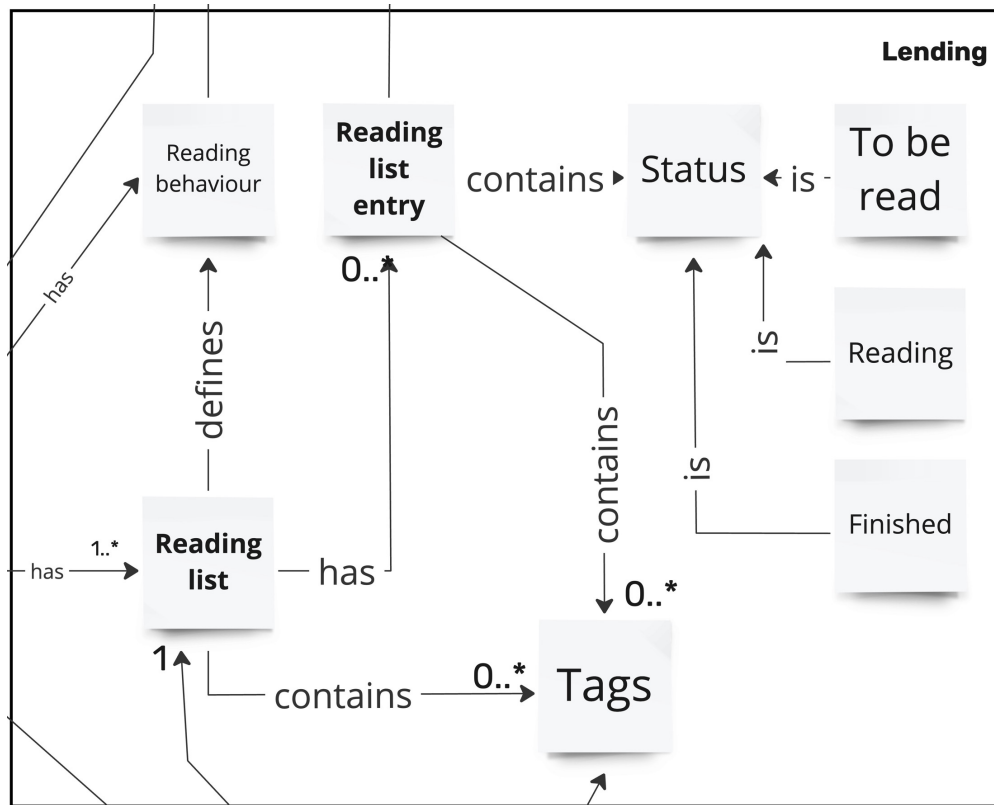 Lending
Reading
behaviour
Reading
list
entry
contains
Status
is
To be
read
has
0..*
defines
is
Reading
contains
is
Finished
has
1..*
Reading
list
has
0..*
1
contains
0..*
Tags